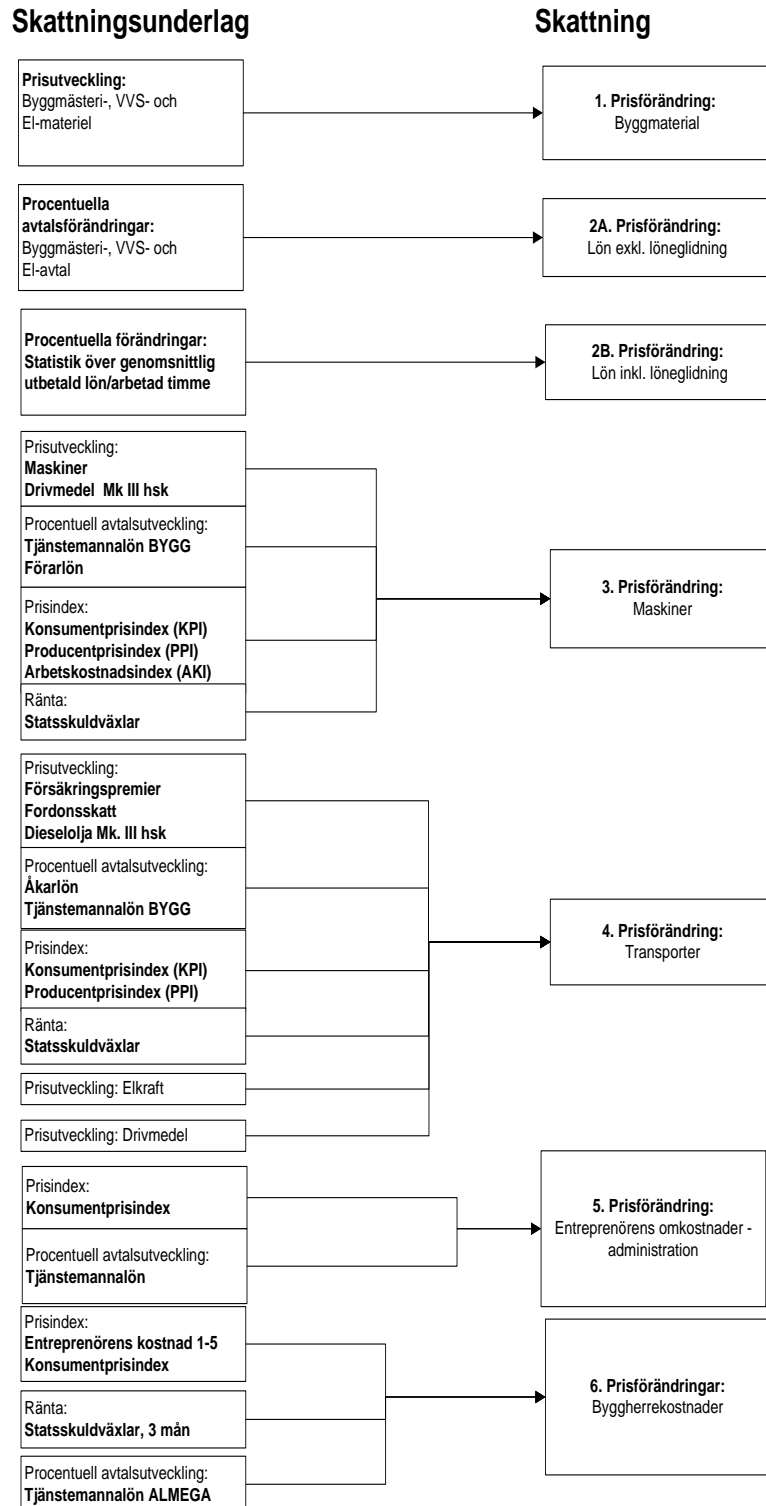 Skattningsunderlag
Skattning
Prisutveckling:
Byggmästeri-, VVS- och
El-materiel
1. Prisförändring:
Byggmaterial
Procentuella
avtalsförändringar:
Byggmästeri-, VVS- och
El-avtal
2A. Prisförändring:
Lön exkl. löneglidning
Procentuella förändringar:
Statistik över genomsnittlig
utbetald lön/arbetad timme
2B. Prisförändring:
Lön inkl. löneglidning
Prisutveckling:
Maskiner
Drivmedel Mk III hsk
Procentuell avtalsutveckling:
Tjänstemannalön BYGG
Förarlön
Prisindex:
Konsumentprisindex (KPI)
Producentprisindex (PPI)
Arbetskostnadsindex (AKI)
Ränta:
Statsskuldväxlar
3. Prisförändring:
Maskiner
Prisutveckling:
Försäkringspremier
Fordonsskatt
Dieselolja Mk. III hsk
Procentuell avtalsutveckling:
Åkarlön
Tjänstemannalön BYGG
Prisindex:
Konsumentprisindex (KPI)
Producentprisindex (PPI)
Ränta:
Statsskuldväxlar
Prisutveckling: Elkraft
Prisutveckling: Drivmedel
4. Prisförändring:
Transporter
Prisindex:
Konsumentprisindex
Procentuell avtalsutveckling:
Tjänstemannalön
5. Prisförändring:
Entreprenörens omkostnader -
administration
Prisindex:
Entreprenörens kostnad 1-5
Konsumentprisindex
Ränta:
Statsskuldväxlar, 3 mån
Procentuell avtalsutveckling:
Tjänstemannalön ALMEGA
6. Prisförändringar:
Byggherrekostnader